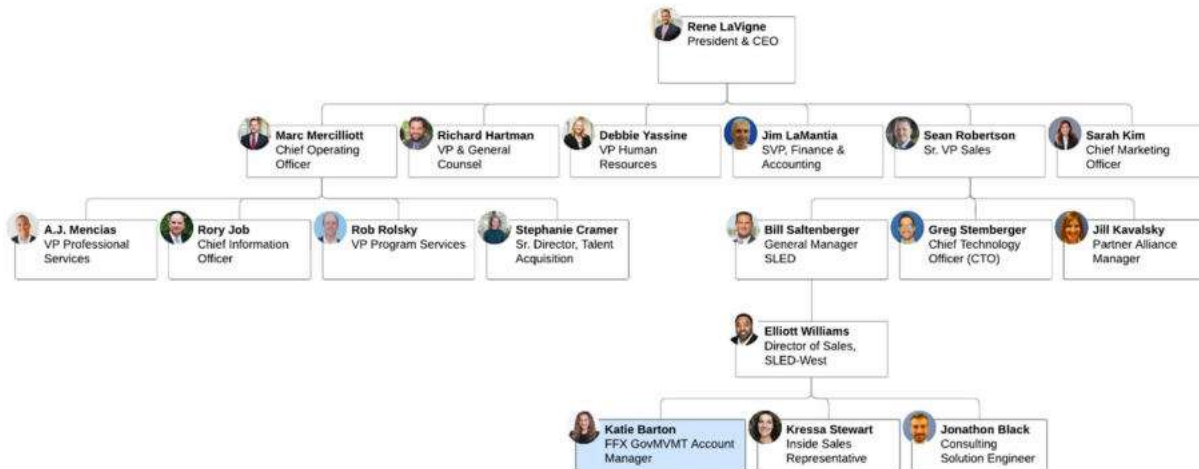 Rene LaVigne
President & CEO
Marc Mercilliott
Chief Operating
Officer
Richard Hartman
VP & General
Counsel
Debbie Yassine
VP Human
Resources
Jim LaMantia
SVP, Finance &
Accounting
Sean Robertson
Sr. VP Sales
Sarah Kim
Chief Marketing
Officer
A.J. Mencias
VP Professional
Services
Rory Job
Chief Information
Officer
Rob Rolsky
VP Program Services
Stephanie Cramer
Sr. Director, Talent
Acquisition
Bill Saltenberger
General Manager
SLED
Greg Stemberger
Chief Technology
Officer (CTO)
Jill Kavalsky
Partner Alliance
Manager
Elliott Williams
Director of Sales,
SLED-West
Katie Barton
FFX GovMVMT Account
Manager
Kressa Stewart
Inside Sales
Representative
Jonathon Black
Consulting
Solution Engineer